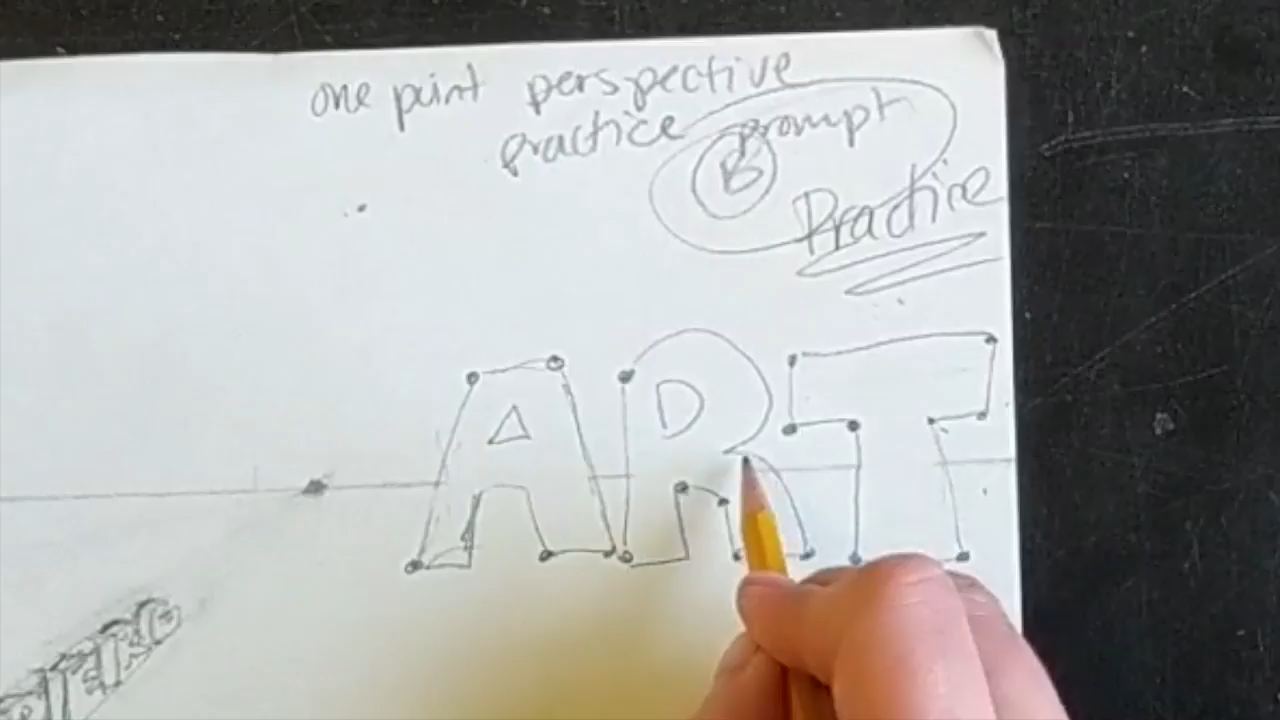 one point perspective
practice prompt
B
Practice
ART